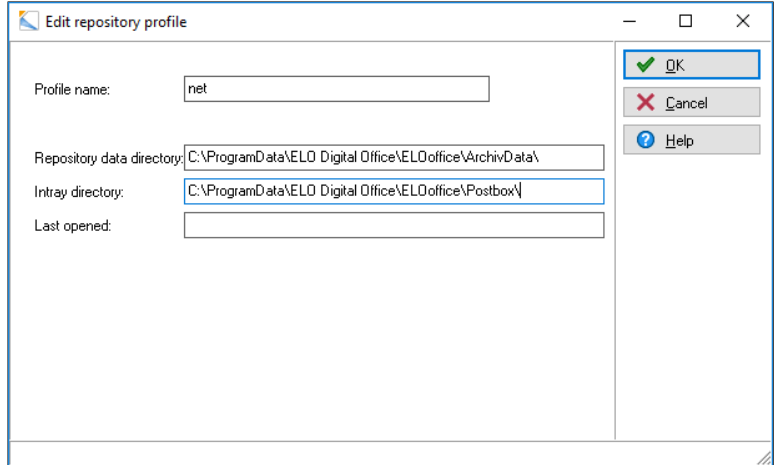 Edit repository profile
OK
Profile name: net
Cancel
Help
Repository data directory: C:\ProgramData\ELO Digital Office\ELOoffice\ArchivData\
Intray directory: C:\ProgramData\ELO Digital Office\ELOoffice\Postbox\
Last opened: